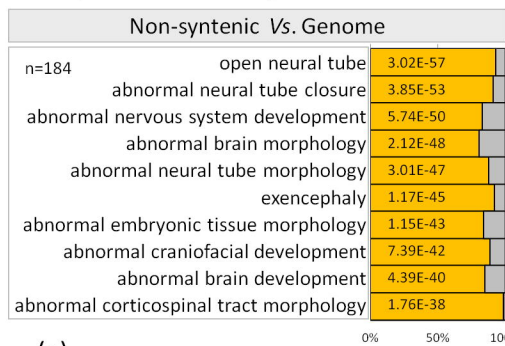 Non-syntenic Vs. Genome
n=184
open neural tube 3.02E-57
abnormal neural tube closure 3.85E-53
abnormal nervous system development 5.74E-50
abnormal brain morphology 2.12E-48
abnormal neural tube morphology 3.01E-47
exencephaly 1.17E-45
abnormal embryonic tissue morphology 1.15E-43
abnormal craniofacial development 7.39E-42
abnormal brain development 4.39E-40
abnormal corticospinal tract morphology 1.76E-38
0% 50%